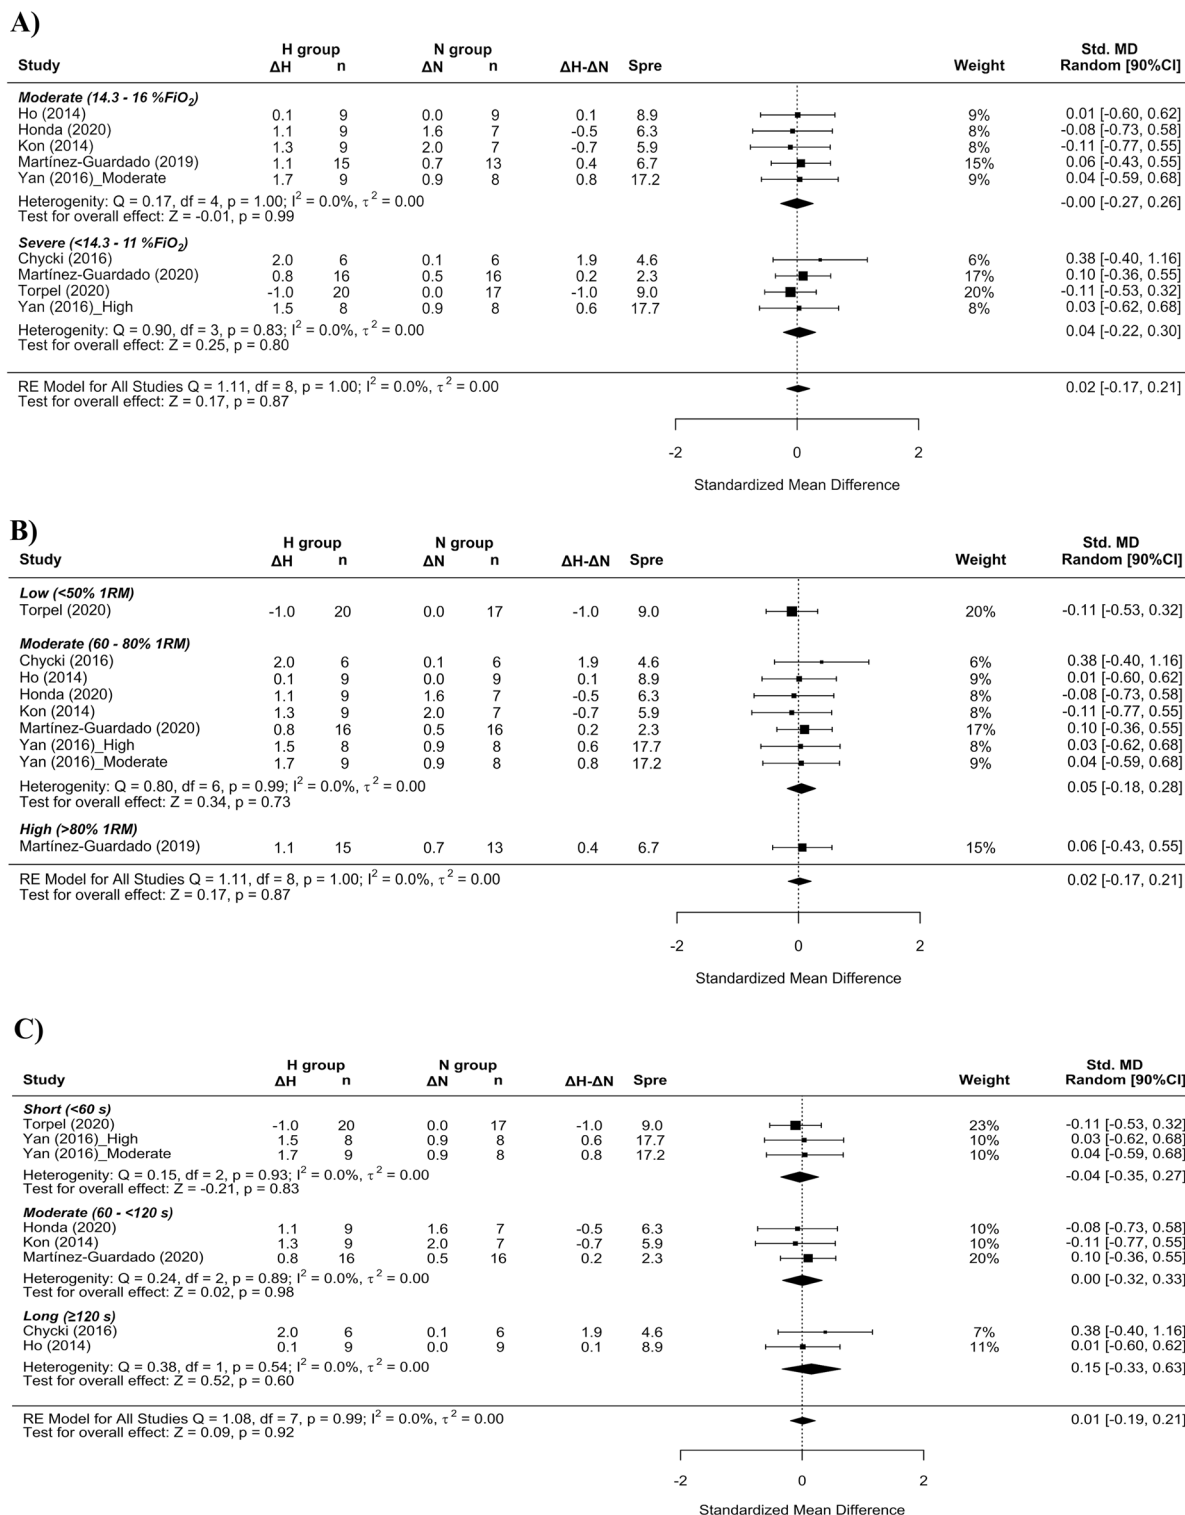 A)
H group N group Std. MD
Study ΔH n ΔN n ΔH-ΔN Spre Weight Random [90%CI]
Moderate (14.3 - 16 %FiO2)
Ho (2014) 0.1 9 0.0 9 0.1 8.9 9% 0.01 [-0.60, 0.62]
Honda (2020) 1.1 9 1.6 7 -0.5 6.3 8% -0.08 [-0.73, 0.58]
Kon (2014) 1.3 9 2.0 7 -0.7 5.9 8% -0.11 [-0.77, 0.55]
Martínez-Guardado (2019) 1.1 15 0.7 13 0.4 6.7 15% 0.06 [-0.43, 0.55]
Yan (2016)_Moderate 1.7 9 0.9 8 0.8 17.2 9% 0.04 [-0.59, 0.68]
Heterogenity: Q = 0.17, df = 4, p = 1.00; I2 = 0.0%, τ2 = 0.00 -0.00 [-0.27, 0.26]
Test for overall effect: Z = -0.01, p = 0.99
Severe (<14.3 - 11 %FiO2)
Chycki (2016) 2.0 6 0.1 6 1.9 4.6 6% 0.38 [-0.40, 1.16]
Martínez-Guardado (2020) 0.8 16 0.5 16 0.2 2.3 17% 0.10 [-0.36, 0.55]
Torpel (2020) -1.0 20 0.0 17 -1.0 9.0 20% -0.11 [-0.53, 0.32]
Yan (2016)_High 1.5 8 0.9 8 0.6 17.7 8% 0.03 [-0.62, 0.68]
Heterogenity: Q = 0.90, df = 3, p = 0.83; I2 = 0.0%, τ2 = 0.00 0.04 [-0.22, 0.30]
Test for overall effect: Z = 0.25, p = 0.80
RE Model for All Studies Q = 1.11, df = 8, p = 1.00; I2 = 0.0%, τ2 = 0.00 0.02 [-0.17, 0.21]
Test for overall effect: Z = 0.17, p = 0.87
-2 0 2
Standardized Mean Difference
B)
H group N group Std. MD
Study ΔH n ΔN n ΔH-ΔN Spre Weight Random [90%CI]
Low (<50% 1RM)
Torpel (2020) -1.0 20 0.0 17 -1.0 9.0 20% -0.11 [-0.53, 0.32]
Moderate (60 - 80% 1RM)
Chycki (2016) 2.0 6 0.1 6 1.9 4.6 6% 0.38 [-0.40, 1.16]
Ho (2014) 0.1 9 0.0 9 0.1 8.9 9% 0.01 [-0.60, 0.62]
Honda (2020) 1.1 9 1.6 7 -0.5 6.3 8% -0.08 [-0.73, 0.58]
Kon (2014) 1.3 9 2.0 7 -0.7 5.9 8% -0.11 [-0.77, 0.55]
Martínez-Guardado (2020) 0.8 16 0.5 16 0.2 2.3 17% 0.10 [-0.36, 0.55]
Yan (2016)_High 1.5 8 0.9 8 0.6 17.7 8% 0.03 [-0.62, 0.68]
Yan (2016)_Moderate 1.7 9 0.9 8 0.8 17.2 9% 0.04 [-0.59, 0.68]
Heterogenity: Q = 0.80, df = 6, p = 0.99; I2 = 0.0%, τ2 = 0.00 0.05 [-0.18, 0.28]
Test for overall effect: Z = 0.34, p = 0.73
High (>80% 1RM)
Martínez-Guardado (2019) 1.1 15 0.7 13 0.4 6.7 15% 0.06 [-0.43, 0.55]
RE Model for All Studies Q = 1.11, df = 8, p = 1.00; I2 = 0.0%, τ2 = 0.00 0.02 [-0.17, 0.21]
Test for overall effect: Z = 0.17, p = 0.87
-2 0 2
Standardized Mean Difference
C)
H group N group Std. MD
Study ΔH n ΔN n ΔH-ΔN Spre Weight Random [90%CI]
Short (<60 s)
Torpel (2020) -1.0 20 0.0 17 -1.0 9.0 23% -0.11 [-0.53, 0.32]
Yan (2016)_High 1.5 8 0.9 8 0.6 17.7 10% 0.03 [-0.62, 0.68]
Yan (2016)_Moderate 1.7 9 0.9 8 0.8 17.2 10% 0.04 [-0.59, 0.68]
Heterogenity: Q = 0.15, df = 2, p = 0.93; I2 = 0.0%, τ2 = 0.00 -0.04 [-0.35, 0.27]
Test for overall effect: Z = -0.21, p = 0.83
Moderate (60 - <120 s)
Honda (2020) 1.1 9 1.6 7 -0.5 6.3 10% -0.08 [-0.73, 0.58]
Kon (2014) 1.3 9 2.0 7 -0.7 5.9 10% -0.11 [-0.77, 0.55]
Martínez-Guardado (2020) 0.8 16 0.5 16 0.2 2.3 20% 0.10 [-0.36, 0.55]
Heterogenity: Q = 0.24, df = 2, p = 0.89; I2 = 0.0%, τ2 = 0.00 0.00 [-0.32, 0.33]
Test for overall effect: Z = 0.02, p = 0.98
Long (≥120 s)
Chycki (2016) 2.0 6 0.1 6 1.9 4.6 7% 0.38 [-0.40, 1.16]
Ho (2014) 0.1 9 0.0 9 0.1 8.9 11% 0.01 [-0.60, 0.62]
Heterogenity: Q = 0.38, df = 1, p = 0.54; I2 = 0.0%, τ2 = 0.00 0.15 [-0.33, 0.63]
Test for overall effect: Z = 0.52, p = 0.60
RE Model for All Studies Q = 1.08, df = 7, p = 0.99; I2 = 0.0%, τ2 = 0.00 0.01 [-0.19, 0.21]
Test for overall effect: Z = 0.09, p = 0.92
-2 0 2
Standardized Mean Difference